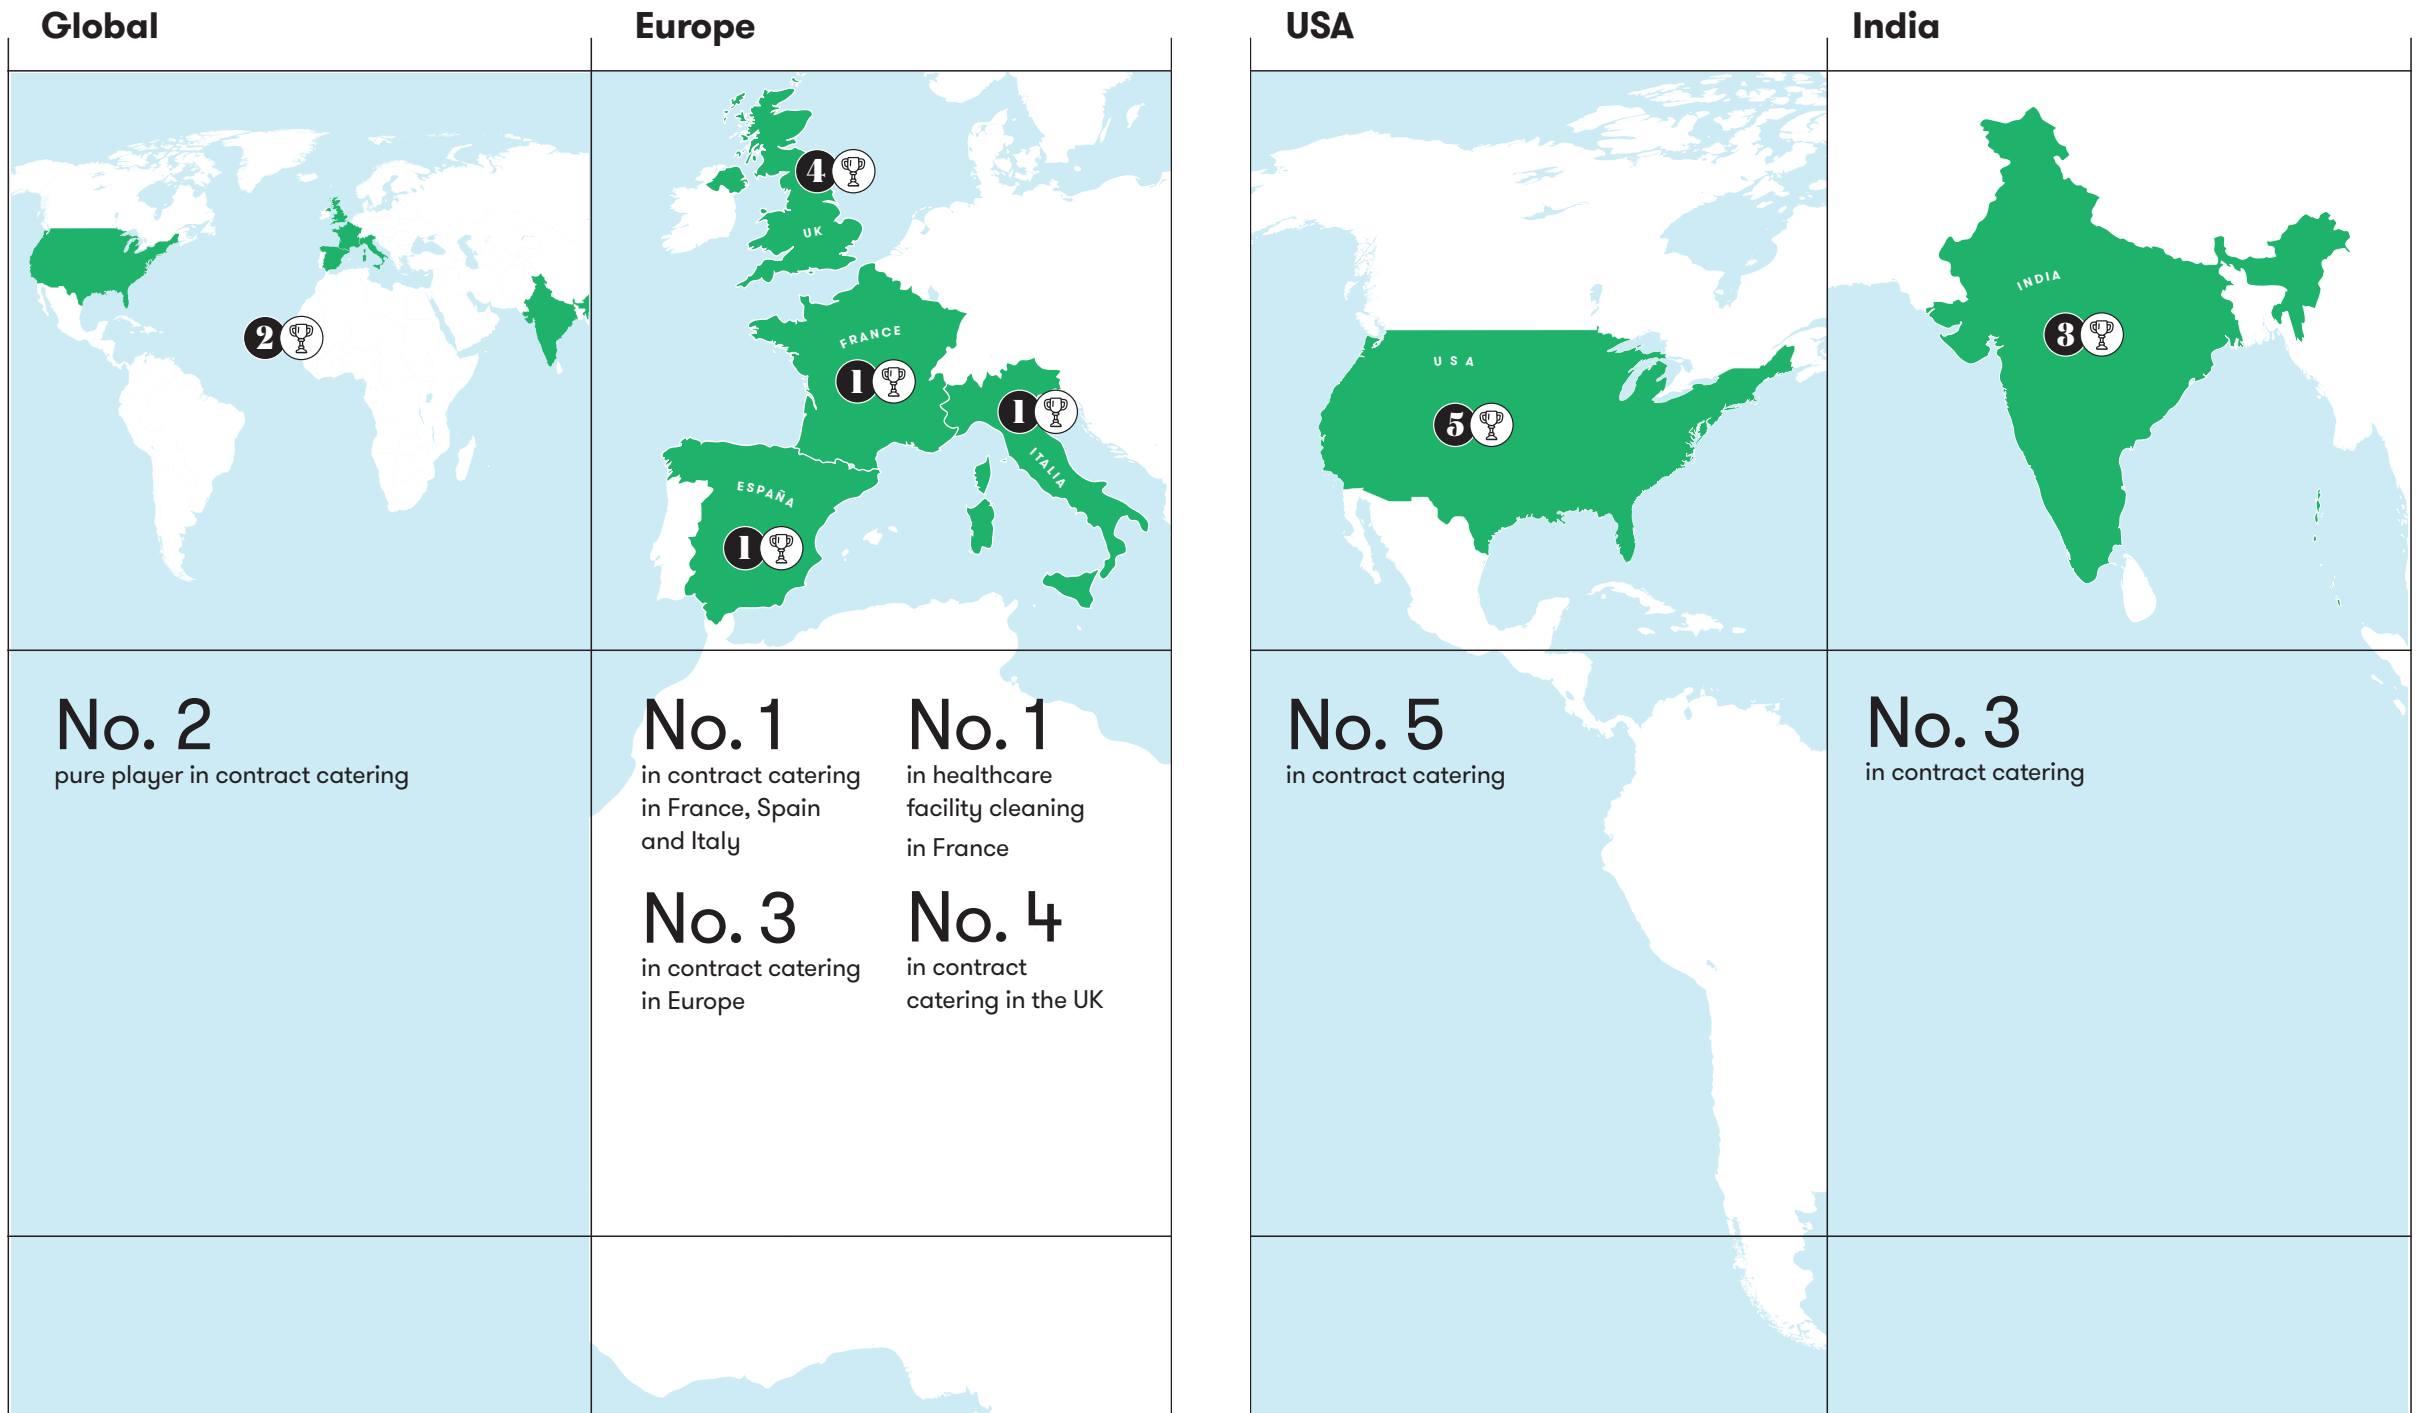 Global
Europe
USA
India
2
4
UK
FRANCE
1
1
ITALIA
ESPAÑA
1
USA
5
INDIA
3
No. 2
pure player in contract catering
No. 1
in contract catering
in France, Spain
and Italy
No. 1
in healthcare
facility cleaning
in France
No. 3
in contract catering
in Europe
No. 4
in contract
catering in the UK
No. 5
in contract catering
No. 3
in contract catering